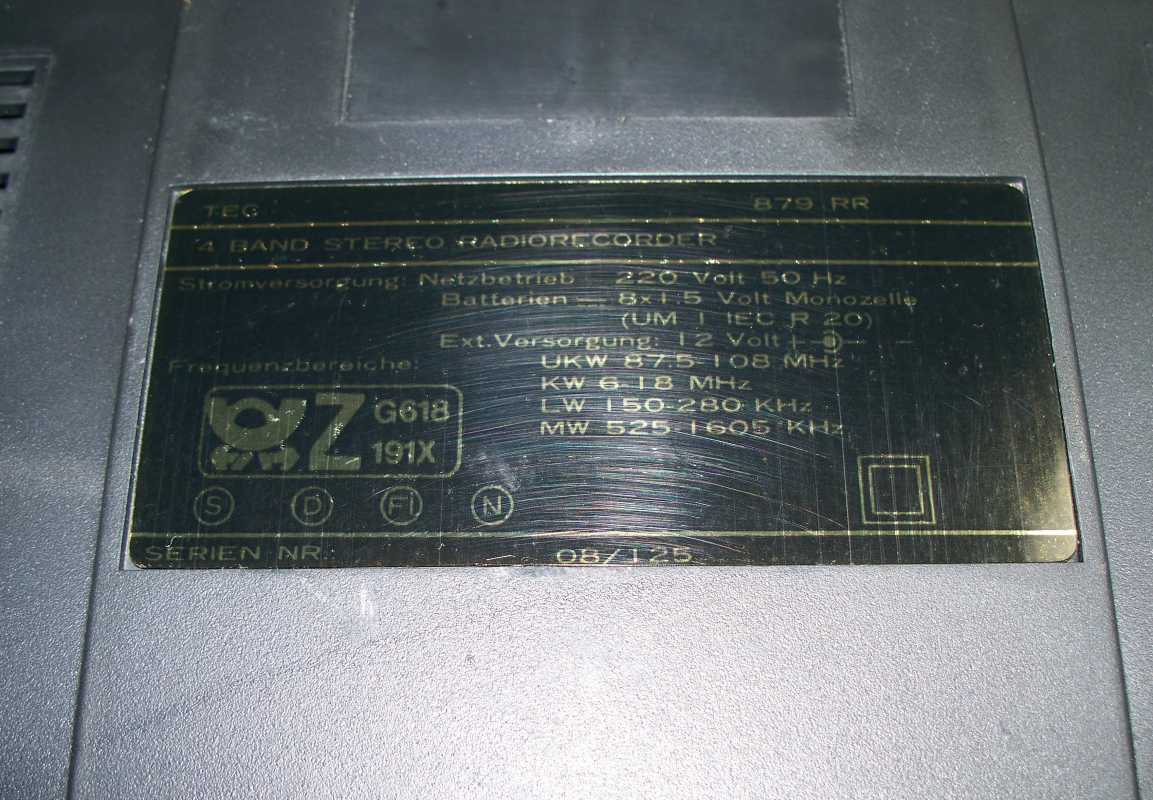 TEC 879 RR
4 BAND STEREO RADIORECORDER
Stromversorgung: Netzbetrieb 220 Volt 50 Hz
Batterien 8x1.5 Volt Monozelle
(UM 1 IEC R 20)
Ext.Versorgung: 12 Volt
Frequenzbereiche: UKW 87.5-108 MHz
KW 6-18 MHz
LW 150-280 KHz
MW 525-1605 KHz
Z G618
191X
S D FI N
SERIEN NR.: 08/125